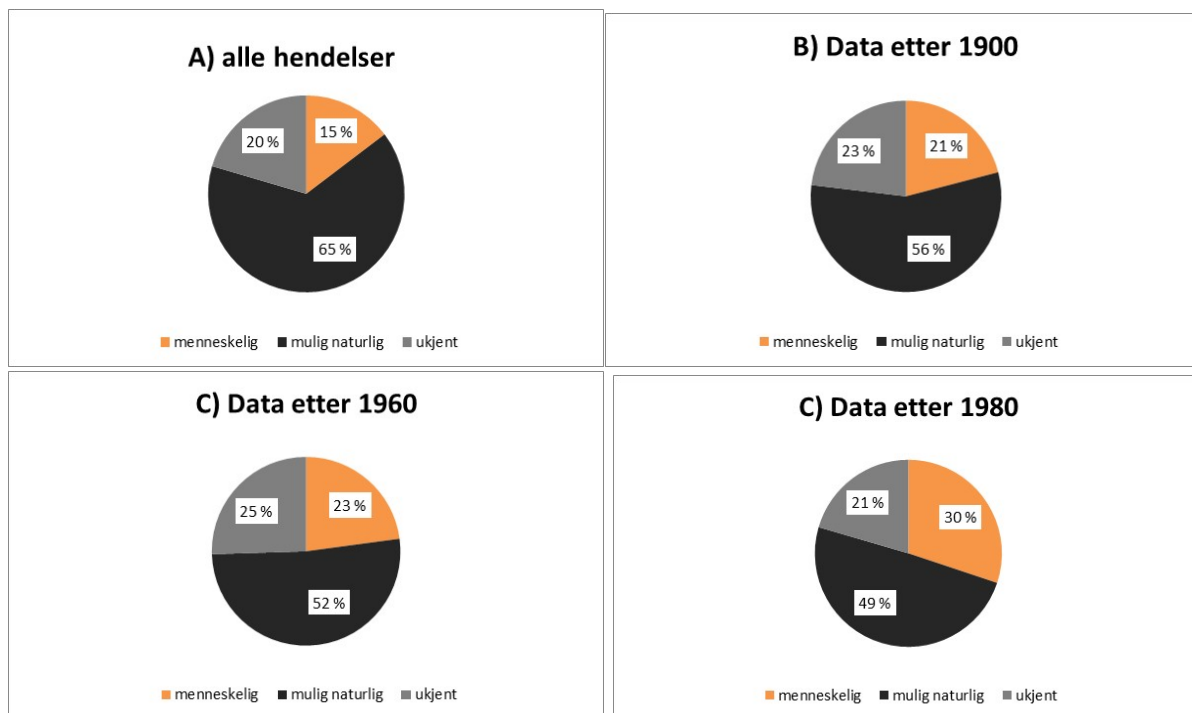 A) alle hendelser
20 %
15 %
65 %
menneskelig mulig naturlig ukjent
B) Data etter 1900
23 %
21 %
56 %
menneskelig mulig naturlig ukjent
C) Data etter 1960
25 %
23 %
52 %
menneskelig mulig naturlig ukjent
C) Data etter 1980
21 %
30 %
49 %
menneskelig mulig naturlig ukjent